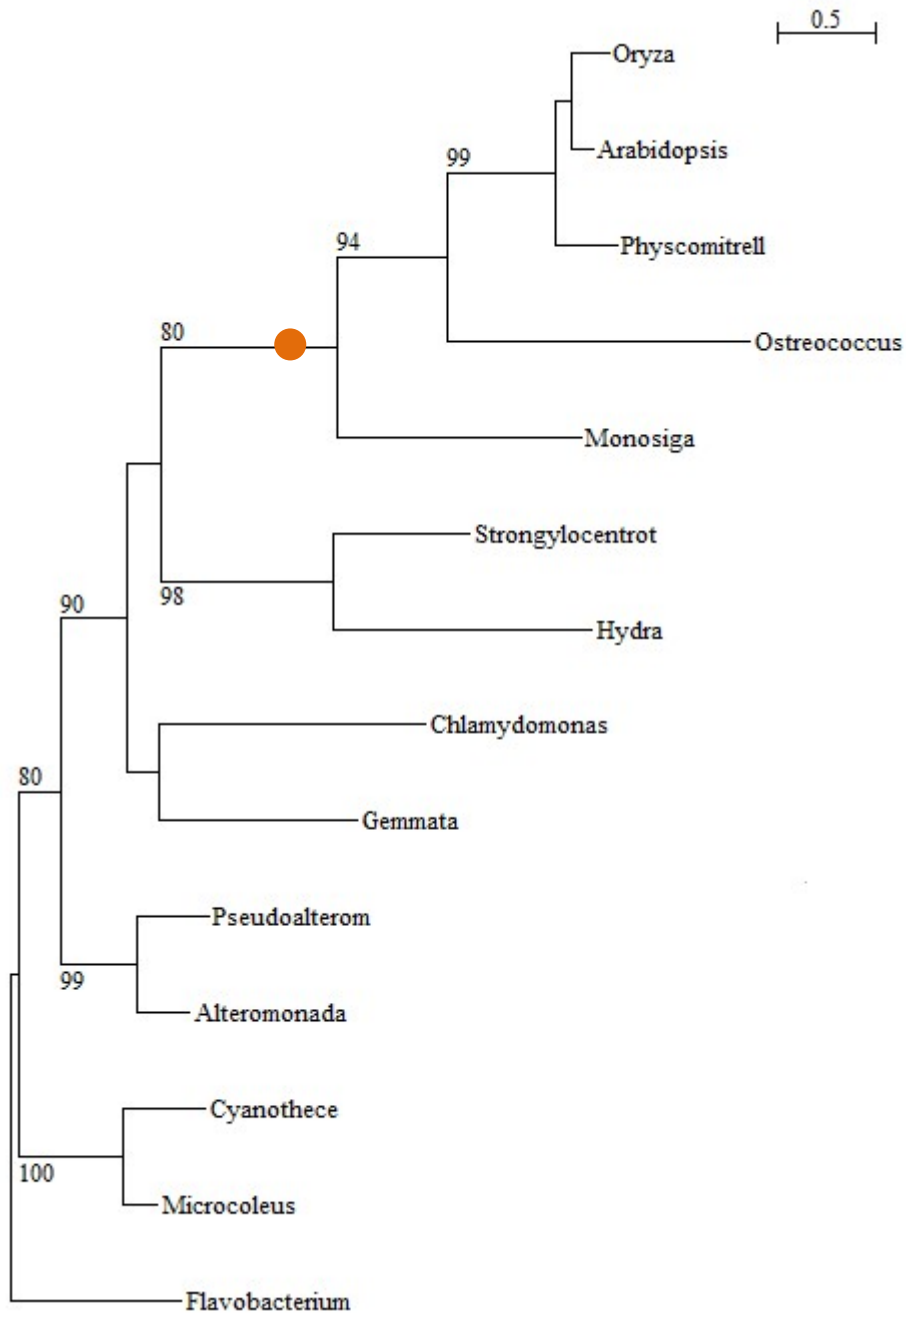 0.5
Oryza
Arabidopsis
99
Physcomitrell
94
80
Ostreococcus
Monosiga
Strongylocentrot
98
90
Hydra
Chlamydomonas
80
Gemmata
Pseudoalterom
99
Alteromonada
Cyanothece
100
Microcoleus
Flavobacterium